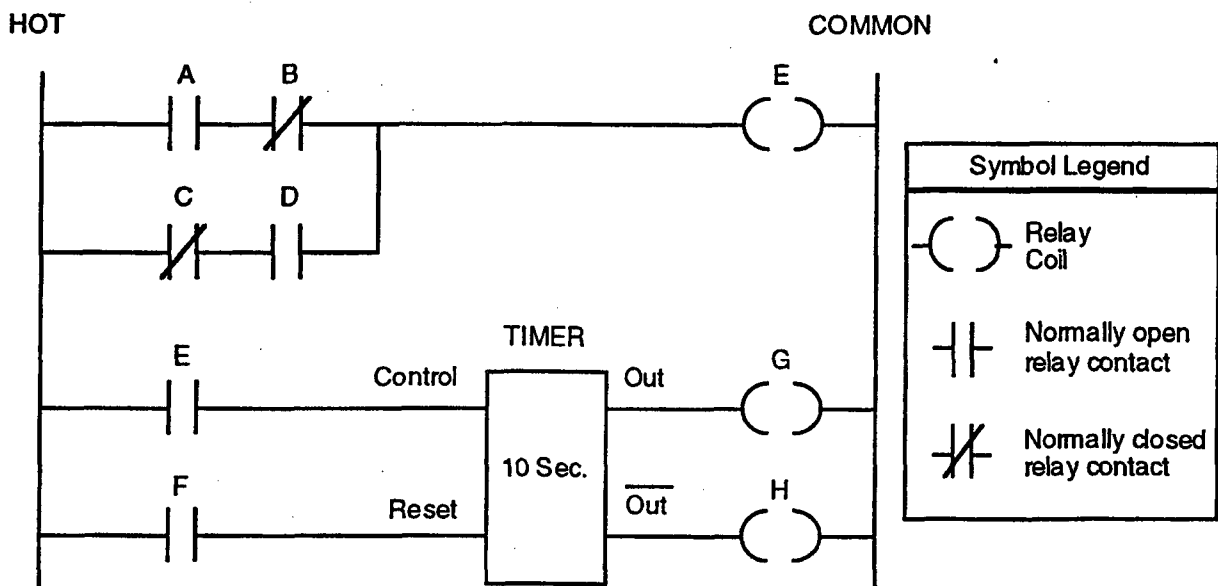 HOT
COMMON
A
B
E
C
D
TIMER
E
Control
Out
G
10 Sec.
F
Reset
Out
H
Symbol Legend
Relay
Coil
Normally open
relay contact
Normally closed
relay contact